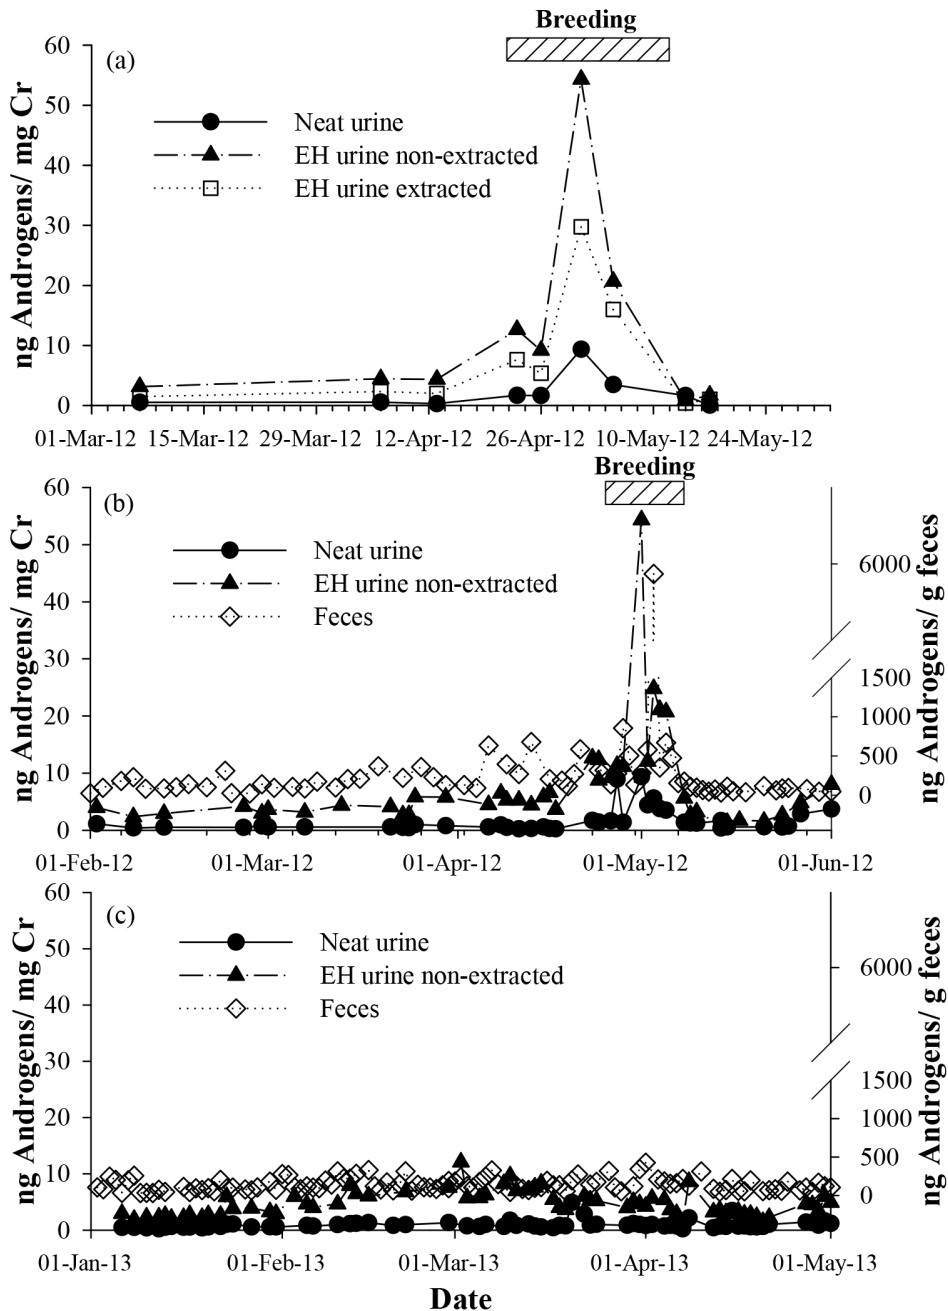 Breeding
(a)
60
50
40
30
20
10
0
ng Androgens/ mg Cr
Neat urine
EH urine non-extracted
EH urine extracted
01-Mar-12 15-Mar-12 29-Mar-12 12-Apr-12 26-Apr-12 10-May-12 24-May-12
Breeding
(b)
60
50
40
30
20
10
0
ng Androgens/ mg Cr
Neat urine
EH urine non-extracted
Feces
6000
1500
1000
500
0
ng Androgens/ g feces
01-Feb-12 01-Mar-12 01-Apr-12 01-May-12 01-Jun-12
(c)
60
50
40
30
20
10
0
ng Androgens/ mg Cr
Neat urine
EH urine non-extracted
Feces
6000
1500
1000
500
0
ng Androgens/ g feces
01-Jan-13 01-Feb-13 01-Mar-13 01-Apr-13 01-May-13
Date